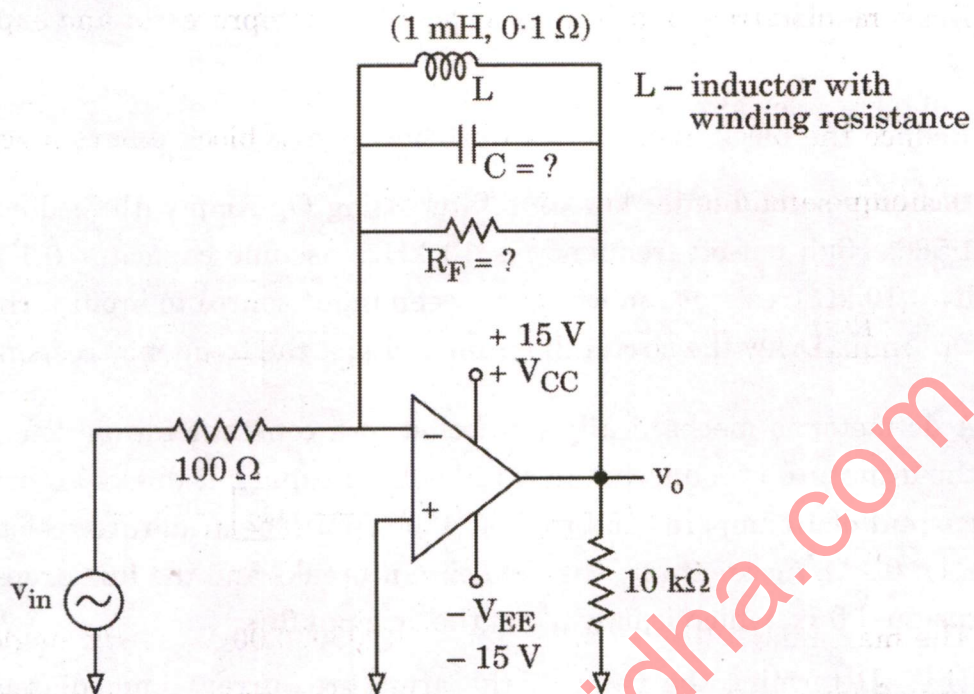 (1 mH, 0·1 Ω)
L
L – inductor with
winding resistance
C = ?
R_F = ?
+ 15 V
+ V_CC
100 Ω
−
+
v_o
v_in
10 kΩ
– V_EE
– 15 V
idha.com